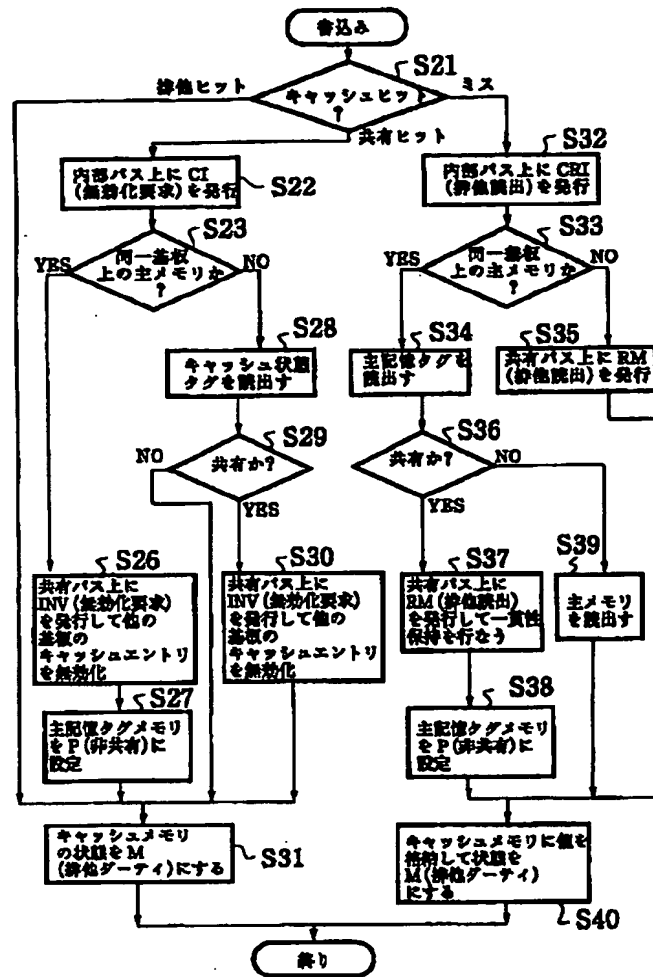 書込み
S21
キャッシュヒット
?
排他ヒット
ミス
共有ヒット
内部バス上に CI
(無効化要求)を発行
S22
S32
内部バス上に CRI
(排他読出)を発行
S23
同一基板
上の主メモリか
?
YES
NO
S33
同一基板
上の主メモリか
?
YES
NO
S28
キャッシュ状態
タグを読出す
S34
主記憶タグを
読出す
S35
共有バス上に RM
(排他読出)を発行
S29
共有か?
NO
YES
S36
共有か?
NO
YES
S26
共有バス上に
INV(無効化要求)
を発行して他の
基板の
キャッシュエントリ
を無効化
S30
共有バス上に
INV(無効化要求)
を発行して他の
基板の
キャッシュエントリ
を無効化
S37
共有バス上に
RM(排他読出)
を発行して一貫性
保持を行なう
S39
主メモリ
を読出す
S27
主記憶タグメモリ
をP(非共有)に
設定
S38
主記憶タグメモリ
をP(非共有)に
設定
キャッシュメモリ
の状態をM
(排他ダーティ)にする
S31
キャッシュメモリに値を
格納して状態を
M(排他ダーティ)
にする
S40
終り